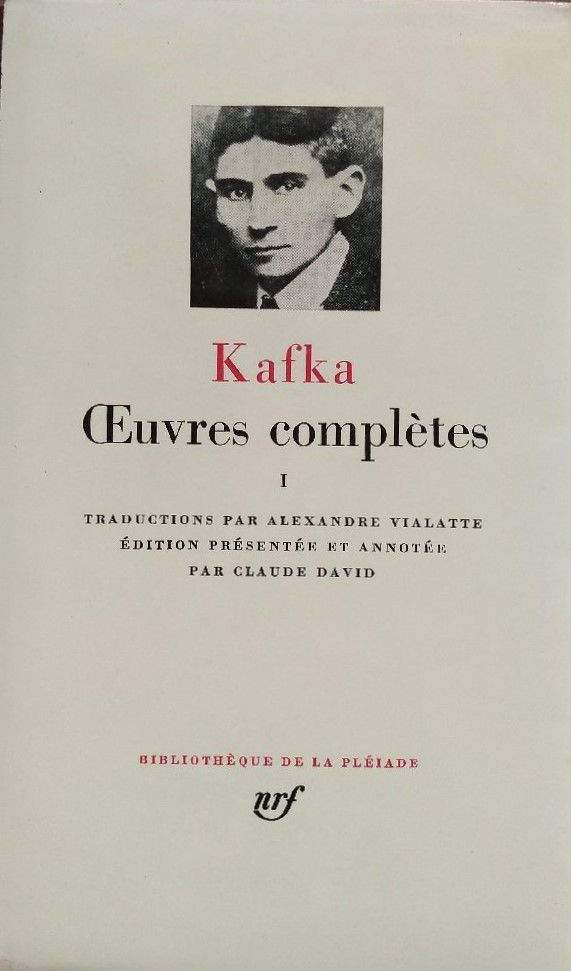 Kafka
Œuvres complètes
I
TRADUCTIONS PAR ALEXANDRE VIALATTE
ÉDITION PRÉSENTÉE ET ANNOTÉE
PAR CLAUDE DAVID
BIBLIOTHÈQUE DE LA PLÉIADE
nrf